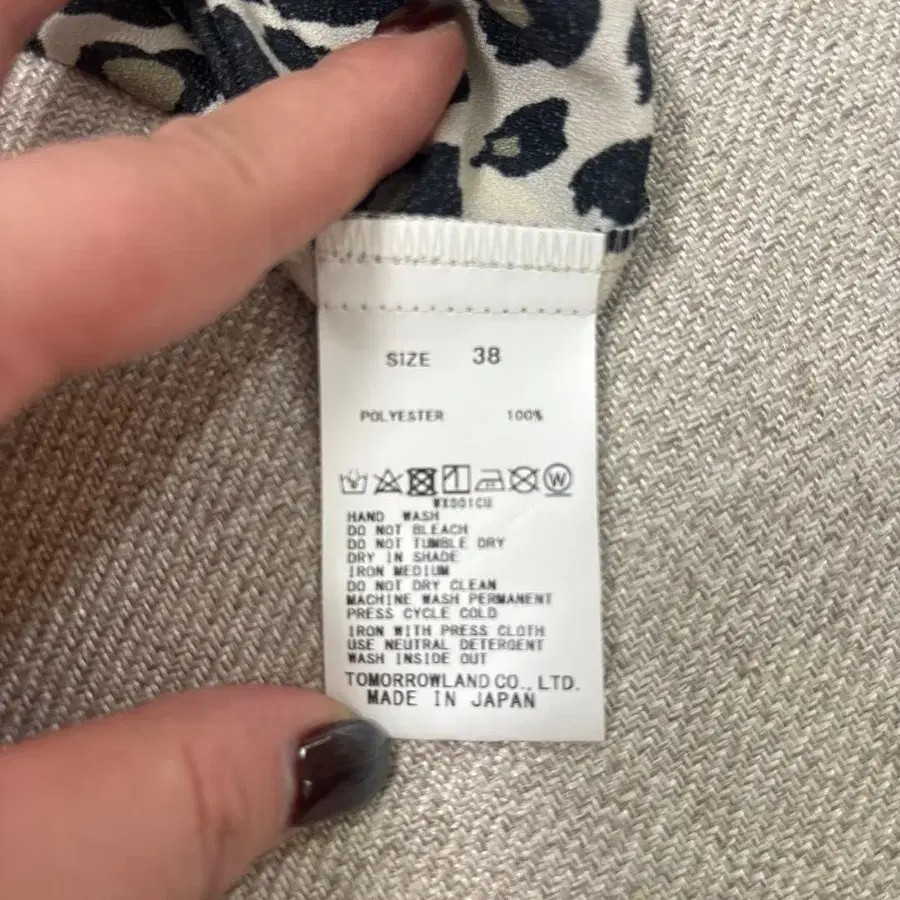 SIZE 38
POLYESTER 100%
W
WX001CU
HAND WASH
DO NOT BLEACH
DO NOT TUMBLE DRY
DRY IN SHADE
IRON MEDIUM
DO NOT DRY CLEAN
MACHINE WASH PERMANENT
PRESS CYCLE COLD
IRON WITH PRESS CLOTH
USE NEUTRAL DETERGENT
WASH INSIDE OUT
TOMORROWLAND CO., LTD.
MADE IN JAPAN